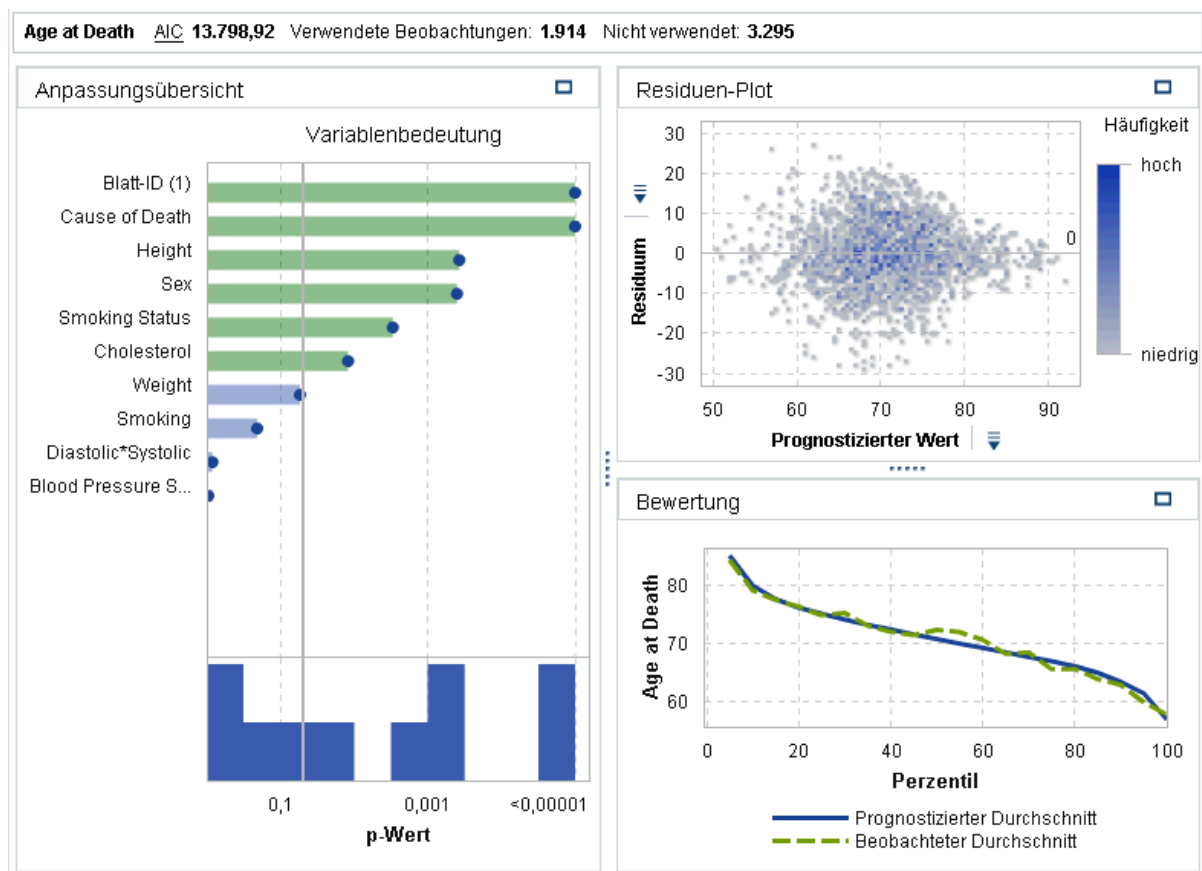 Age at Death AIC 13.798,92 Verwendete Beobachtungen: 1.914 Nicht verwendet: 3.295
Anpassungsübersicht
Variablenbedeutung
Blatt-ID (1)
Cause of Death
Height
Sex
Smoking Status
Cholesterol
Weight
Smoking
Diastolic*Systolic
Blood Pressure S...
0,1 0,001 <0,00001
p-Wert
Residuen-Plot
Häufigkeit
hoch
niedrig
30
20
10
0
-10
-20
-30
Residuum
0
50 60 70 80 90
Prognostizierter Wert
Bewertung
80
70
60
Age at Death
0 20 40 60 80 100
Perzentil
Prognostizierter Durchschnitt
Beobachteter Durchschnitt